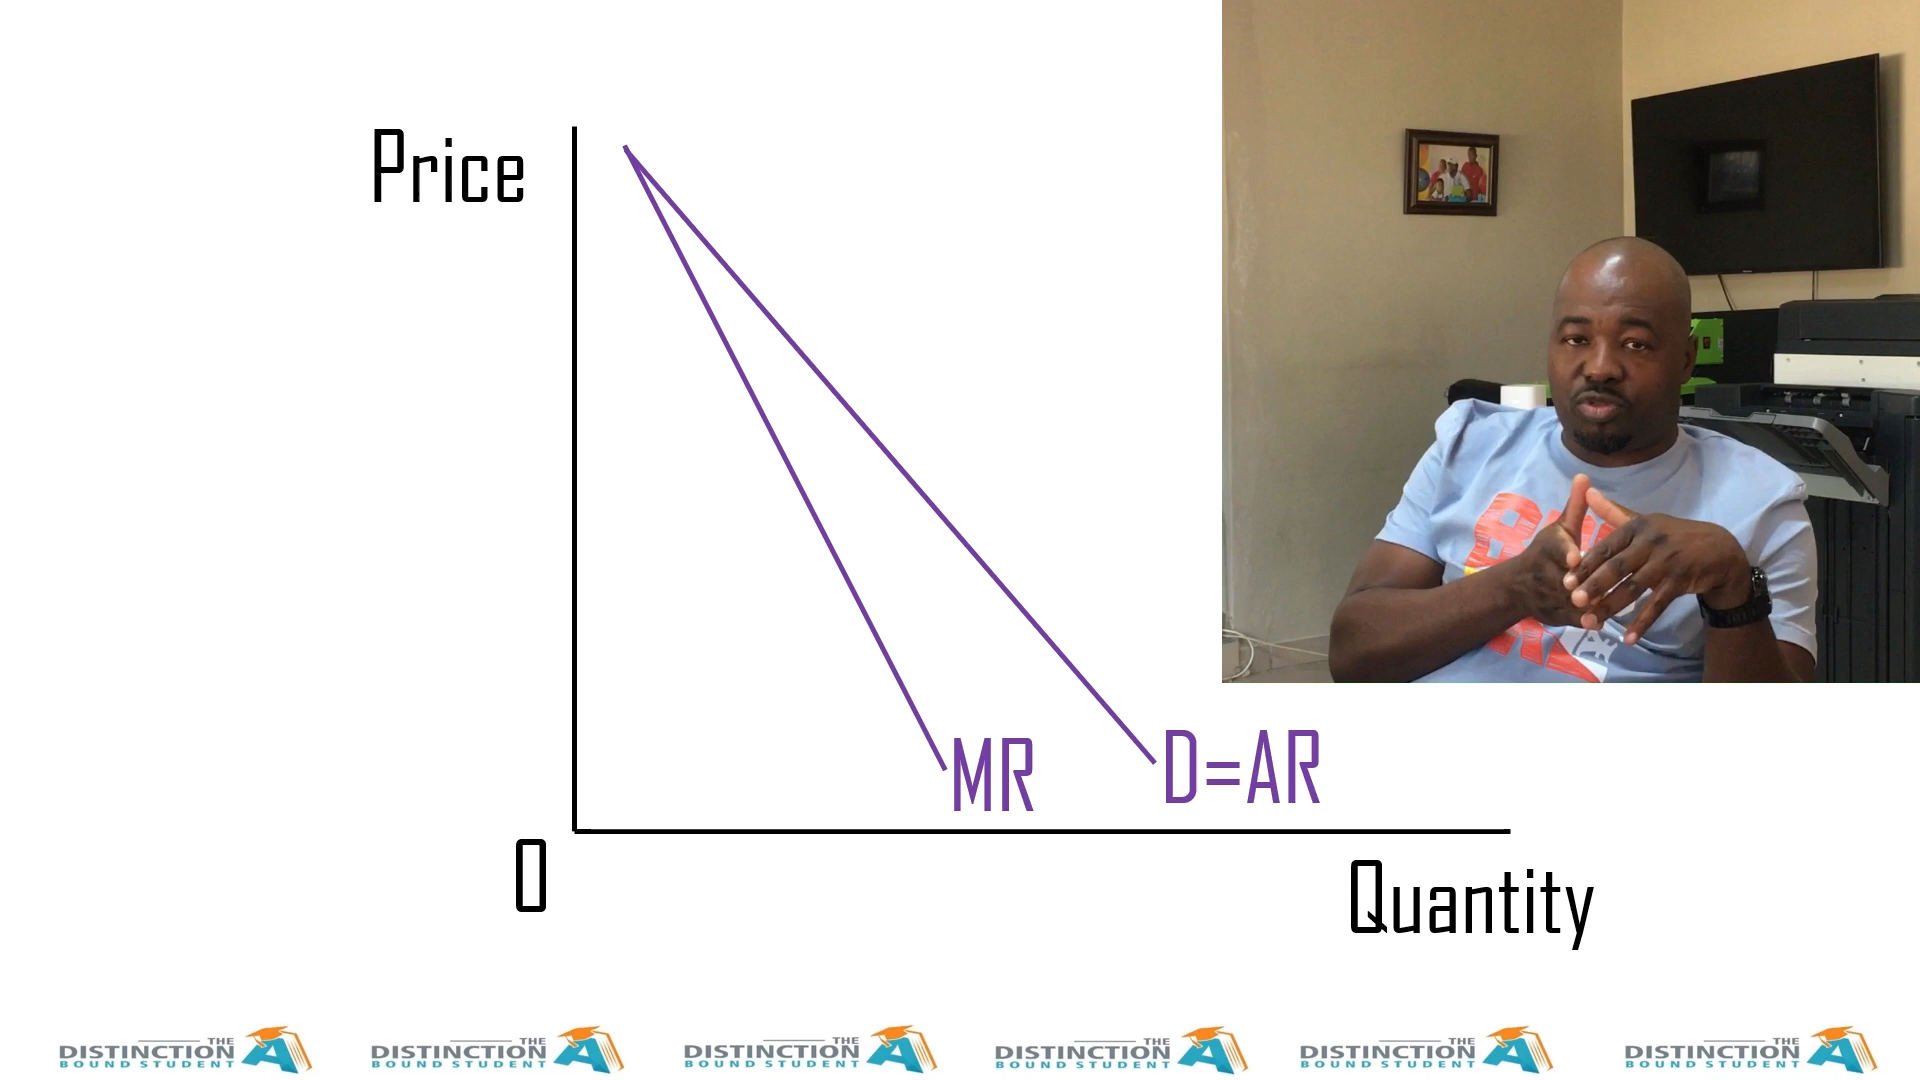 Price
MR
D=AR
0
Quantity
THE
DISTINCTION
BOUND STUDENT
THE
DISTINCTION
BOUND STUDENT
THE
DISTINCTION
BOUND STUDENT
THE
DISTINCTION
BOUND STUDENT
THE
DISTINCTION
BOUND STUDENT
THE
DISTINCTION
BOUND STUDENT